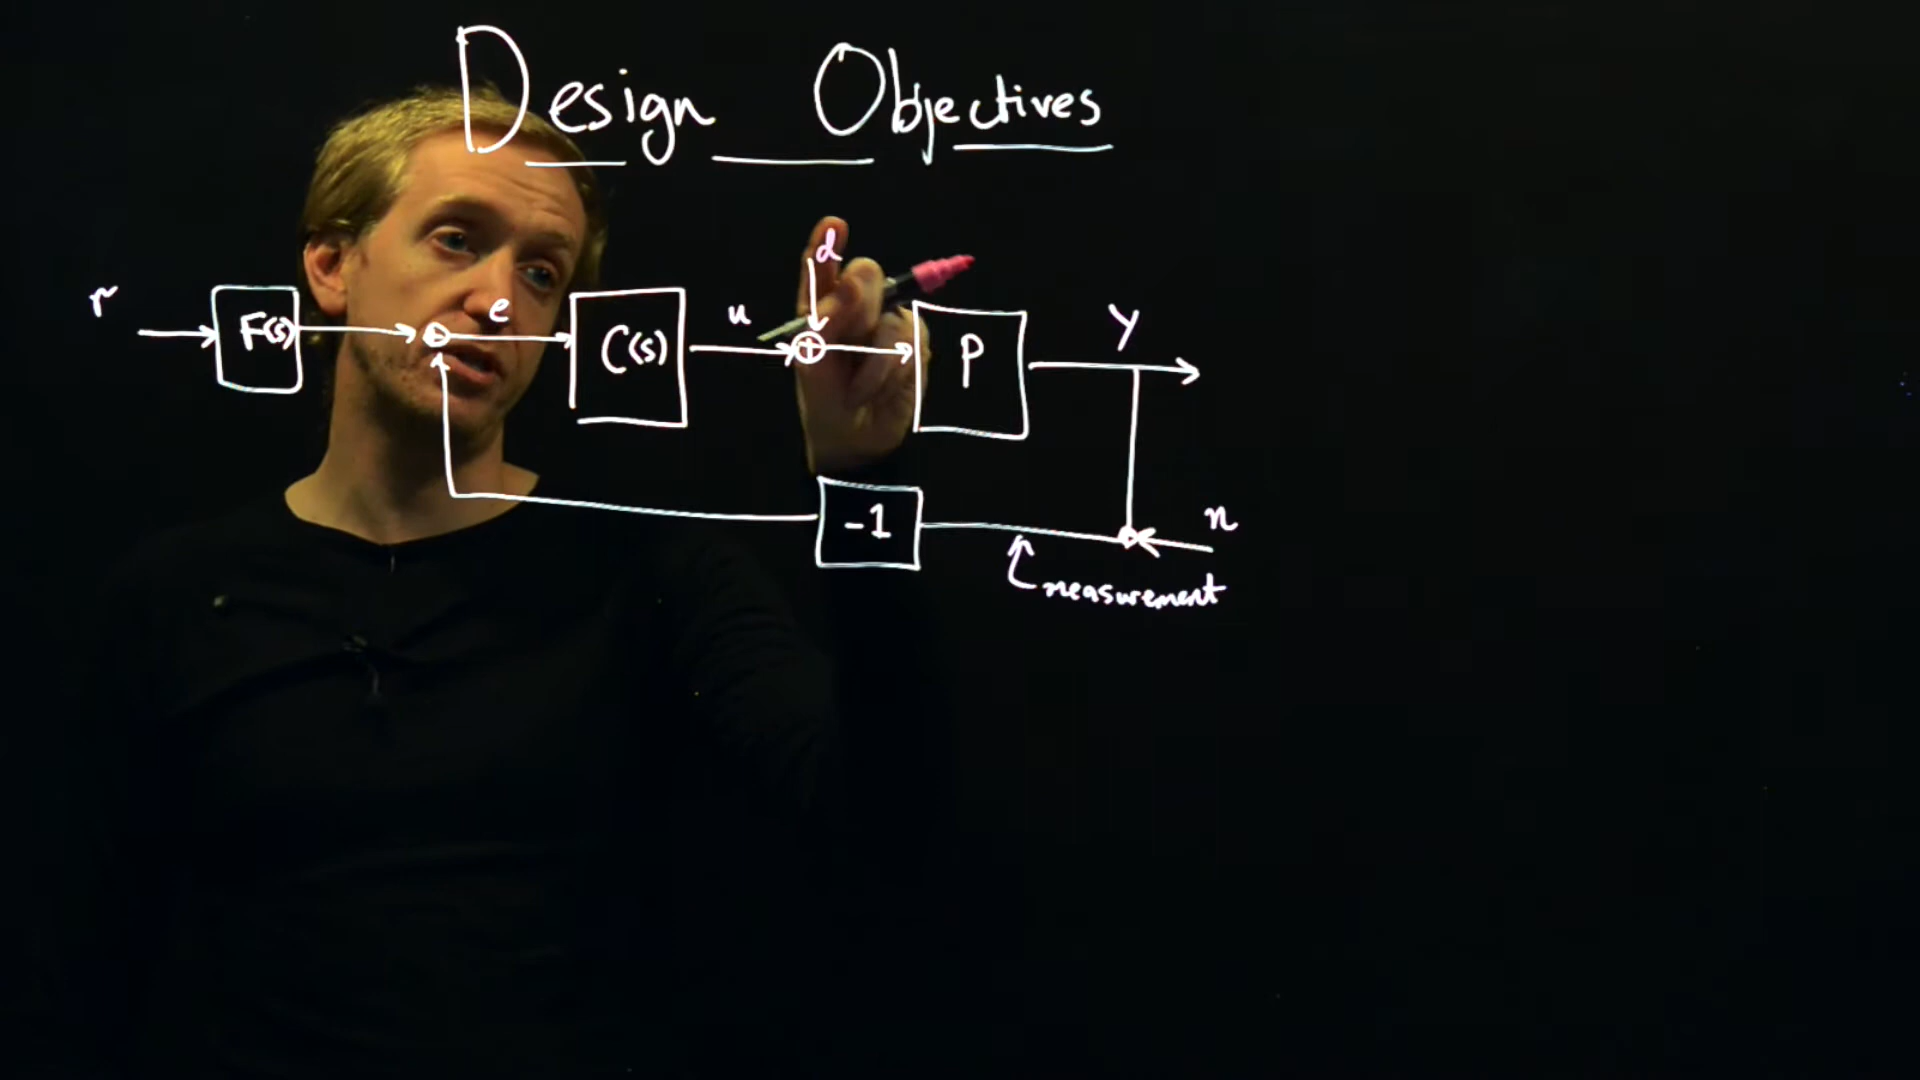 Design Objectives
d
r F(s) e C(s) u + P y
-1 n
measurement